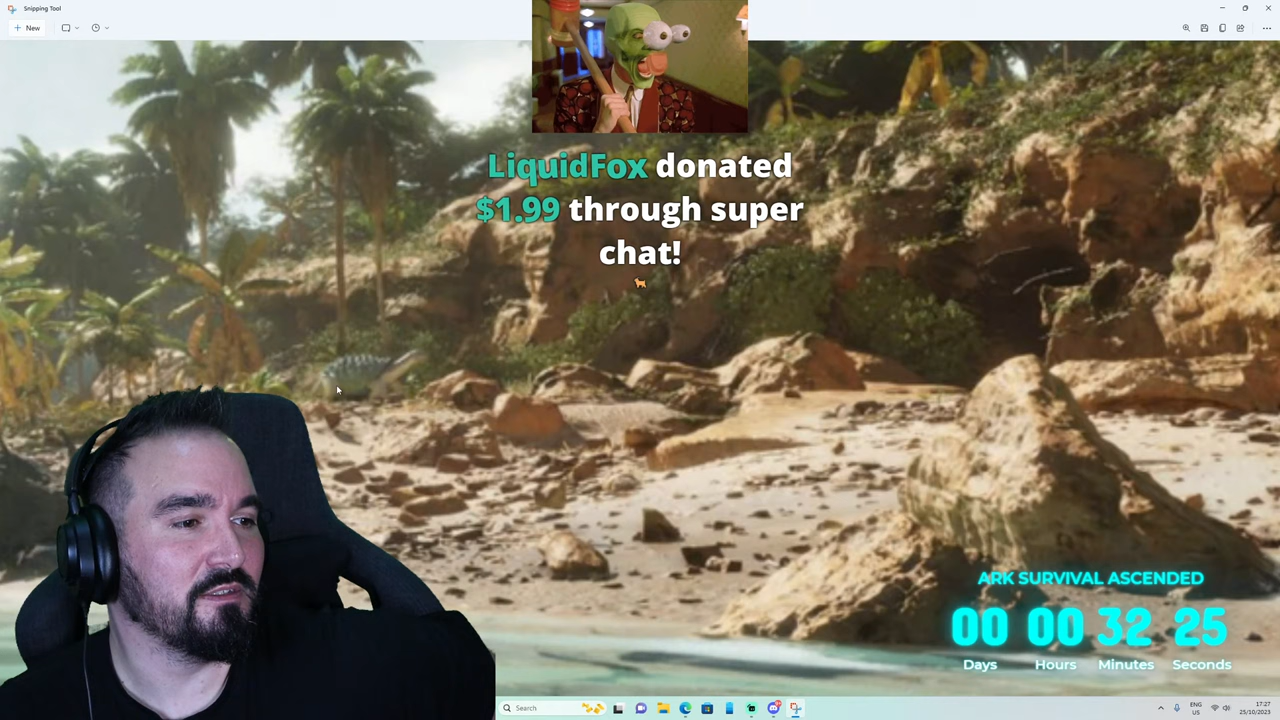 Snipping Tool
New
LiquidFox donated
$1.99 through super
chat!
ARK SURVIVAL ASCENDED
00 00 32 25
Days Hours Minutes Seconds
Search
ENG
US
17:27
25/10/2023